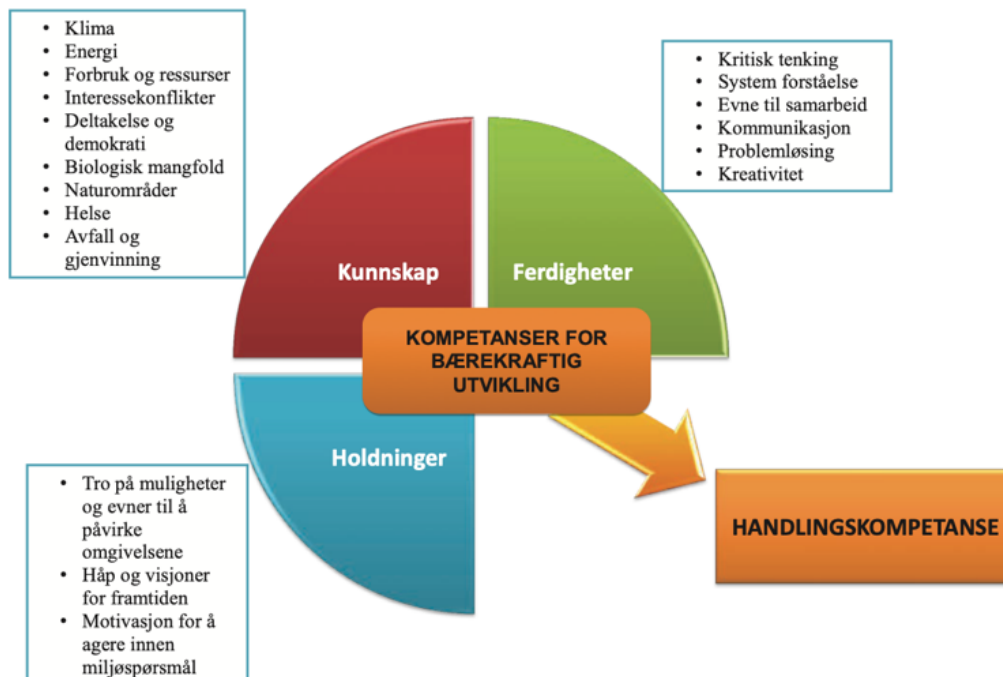 Klima
Energi
Forbruk og ressurser
Interessekonflikter
Deltakelse og
demokrati
Biologisk mangfold
Naturområder
Helse
Avfall og
gjenvinning
Kritisk tenking
System forståelse
Evne til samarbeid
Kommunikasjon
Problemløsing
Kreativitet
Kunnskap
Ferdigheter
KOMPETANSER FOR
BÆREKRAFTIG
UTVIKLING
Holdninger
Tro på muligheter
og evner til å
påvirke
omgivelsene
Håp og visjoner
for framtiden
Motivasjon for å
agere innen
miljøspørsmål
HANDLINGSKOMPETANSE